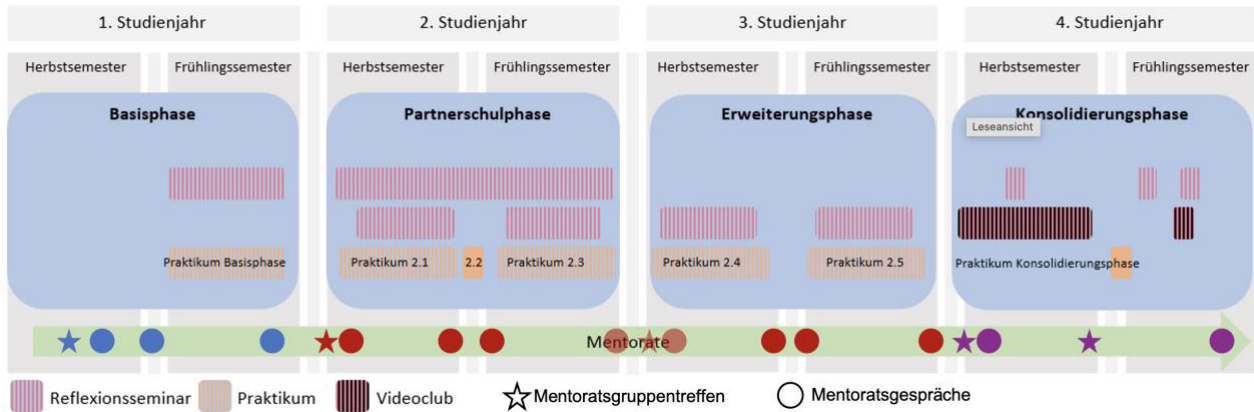 1. Studienjahr
2. Studienjahr
3. Studienjahr
4. Studienjahr
Herbstsemester
Frühlingssemester
Herbstsemester
Frühlingssemester
Herbstsemester
Frühlingssemester
Herbstsemester
Frühlingssemester
Basisphase
Partnerschulphase
Erweiterungsphase
Konsolidierungsphase
Leseansicht
Praktikum Basisphase
Praktikum 2.1
2.2
Praktikum 2.3
Praktikum 2.4
Praktikum 2.5
Praktikum Konsolidierungsphase
Mentorate
Reflexionsseminar
Praktikum
Videoclub
Mentoratsgruppentreffen
Mentoratsgespräche